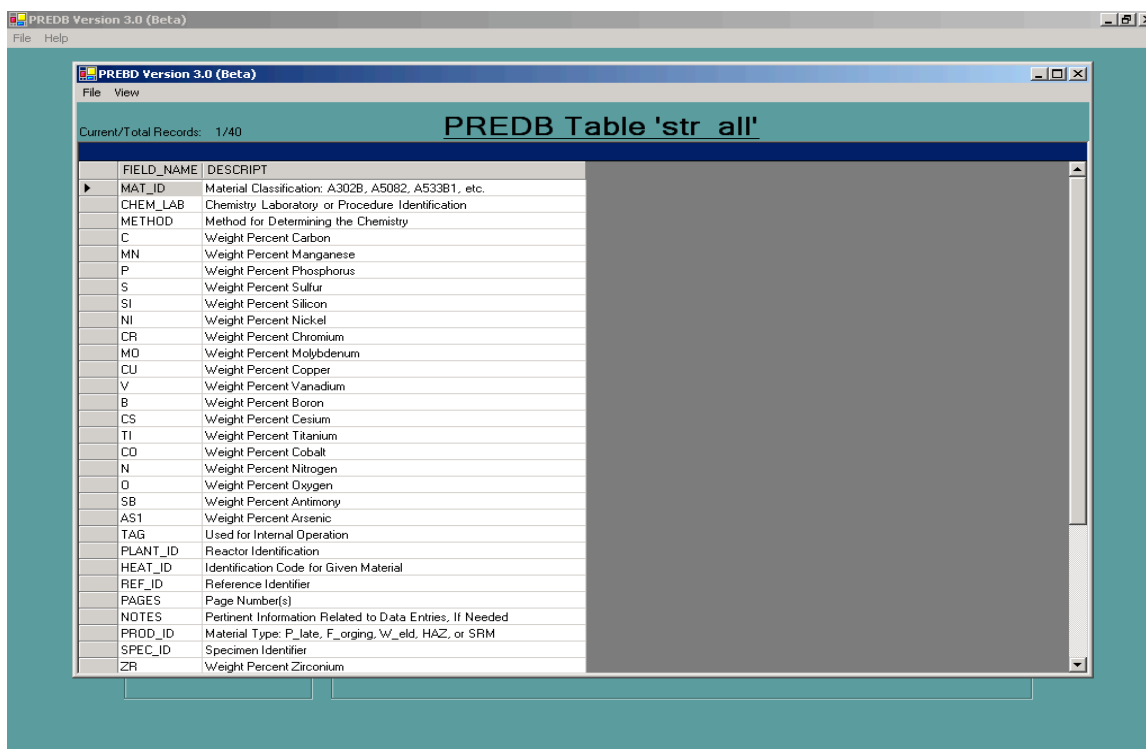 PREDB Version 3.0 (Beta)
File Help
PREBD Version 3.0 (Beta)
File View
Current/Total Records: 1/40
PREDB Table 'str_all'
FIELD_NAME DESCRIPT
MAT_ID Material Classification: A302B, A5082, A533B1, etc.
CHEM_LAB Chemistry Laboratory or Procedure Identification
METHOD Method for Determining the Chemistry
C Weight Percent Carbon
MN Weight Percent Manganese
P Weight Percent Phosphorus
S Weight Percent Sulfur
SI Weight Percent Silicon
NI Weight Percent Nickel
CR Weight Percent Chromium
MO Weight Percent Molybdenum
CU Weight Percent Copper
V Weight Percent Vanadium
B Weight Percent Boron
CS Weight Percent Cesium
TI Weight Percent Titanium
CO Weight Percent Cobalt
N Weight Percent Nitrogen
O Weight Percent Oxygen
SB Weight Percent Antimony
AS1 Weight Percent Arsenic
TAG Used for Internal Operation
PLANT_ID Reactor Identification
HEAT_ID Identification Code for Given Material
REF_ID Reference Identifier
PAGES Page Number(s)
NOTES Pertinent Information Related to Data Entries, If Needed
PROD_ID Material Type: P_late, F_orging, W_eld, HAZ, or SRM
SPEC_ID Specimen Identifier
ZR Weight Percent Zirconium